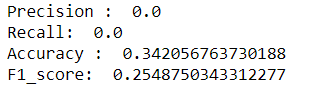 Precision :  0.0
Recall:  0.0
Accuracy :  0.342056763730188
F1_score:  0.2548750343312277